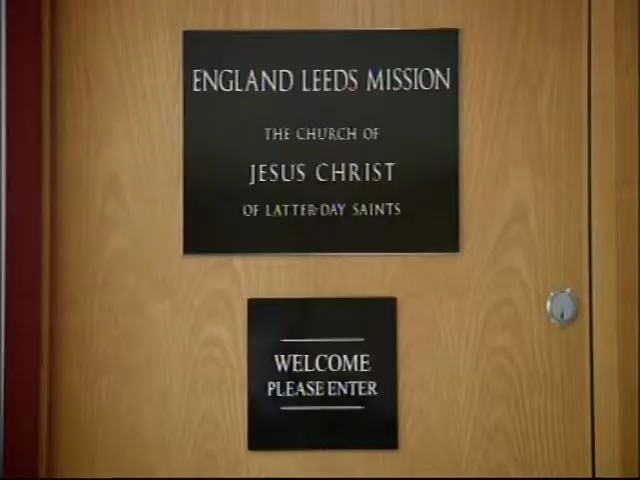 ENGLAND LEEDS MISSION
THE CHURCH OF
JESUS CHRIST
OF LATTER-DAY SAINTS
WELCOME
PLEASE ENTER